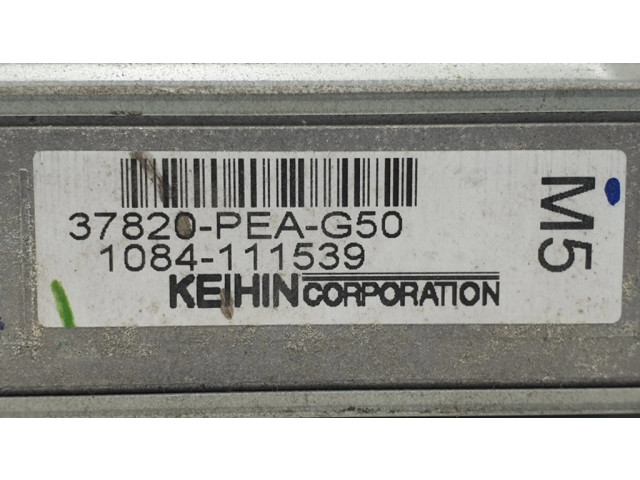 37820-PEA-G50
1084-111539
KEIHIN CORPORATION
M5